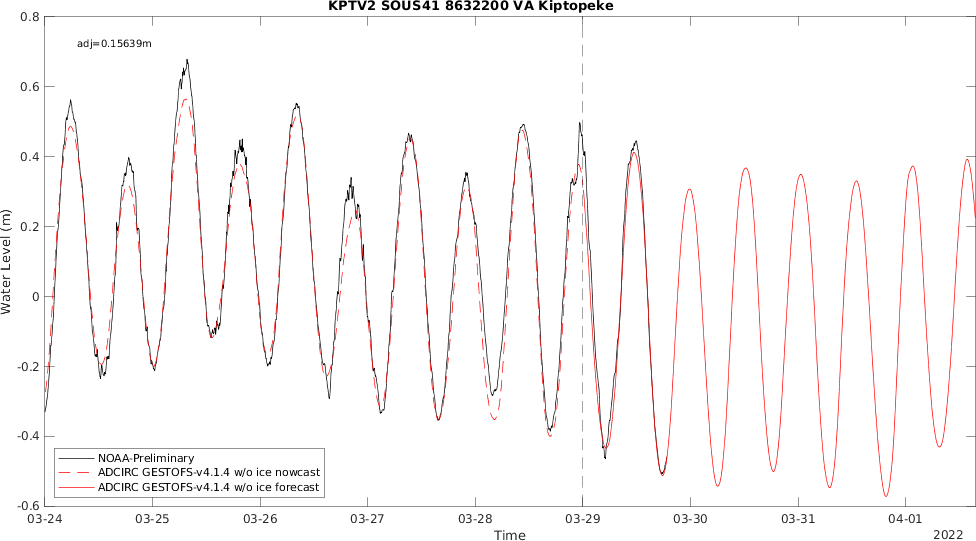 KPTV2 SOUS41 8632200 VA Kiptopeke
adj=0.15639m
0.8
0.6
0.4
0.2
0
-0.2
-0.4
-0.6
Water Level (m)
NOAA-Preliminary
ADCIRC GESTOFS-v4.1.4 w/o ice nowcast
ADCIRC GESTOFS-v4.1.4 w/o ice forecast
03-24 03-25 03-26 03-27 03-28 03-29 03-30 03-31 04-01
Time
2022